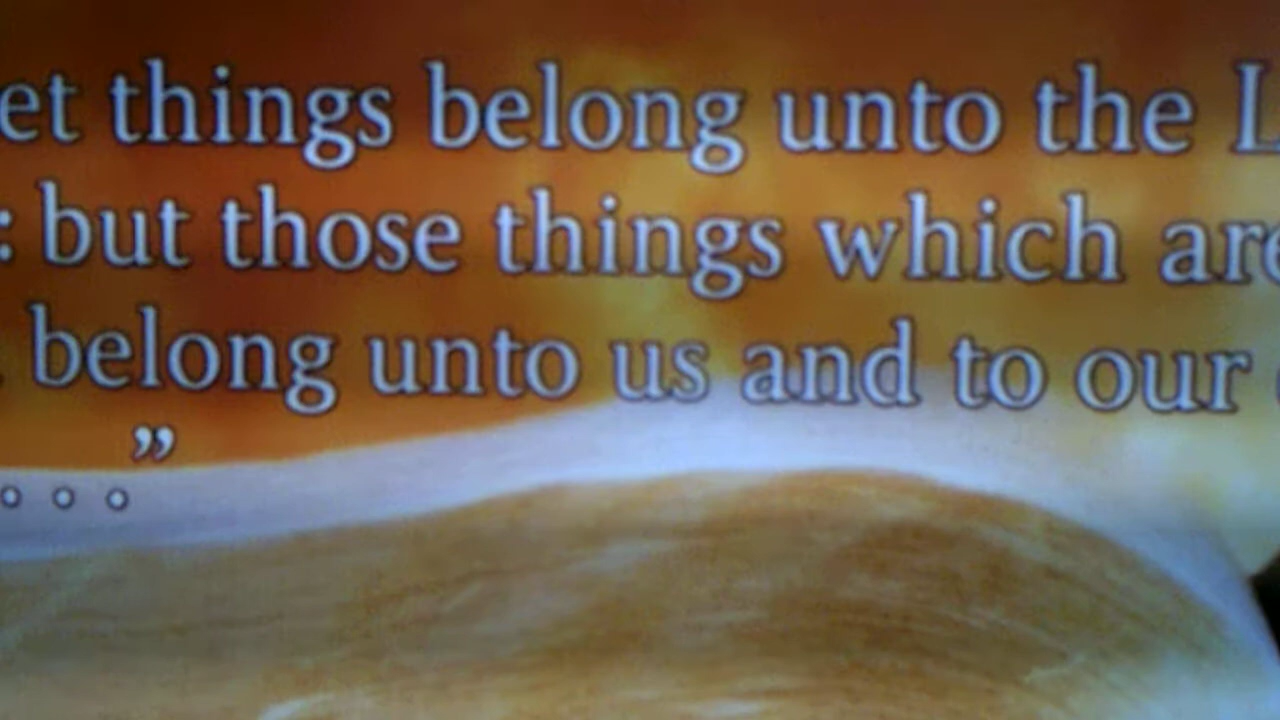 et things belong unto the L
: but those things which are
belong unto us and to our
”